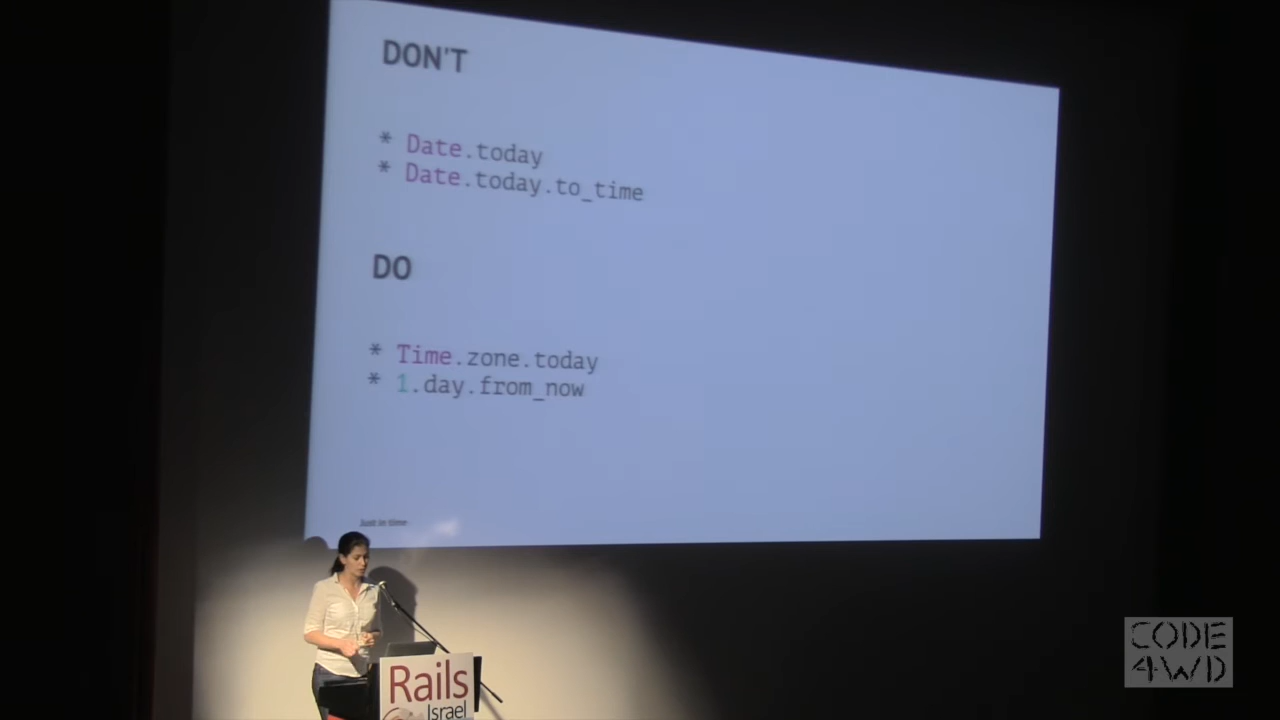 DON'T
* Date.today
* Date.today.to_time
DO
* Time.zone.today
* 1.day.from_now
Just in time
Rails
Israel
CODE
4WD